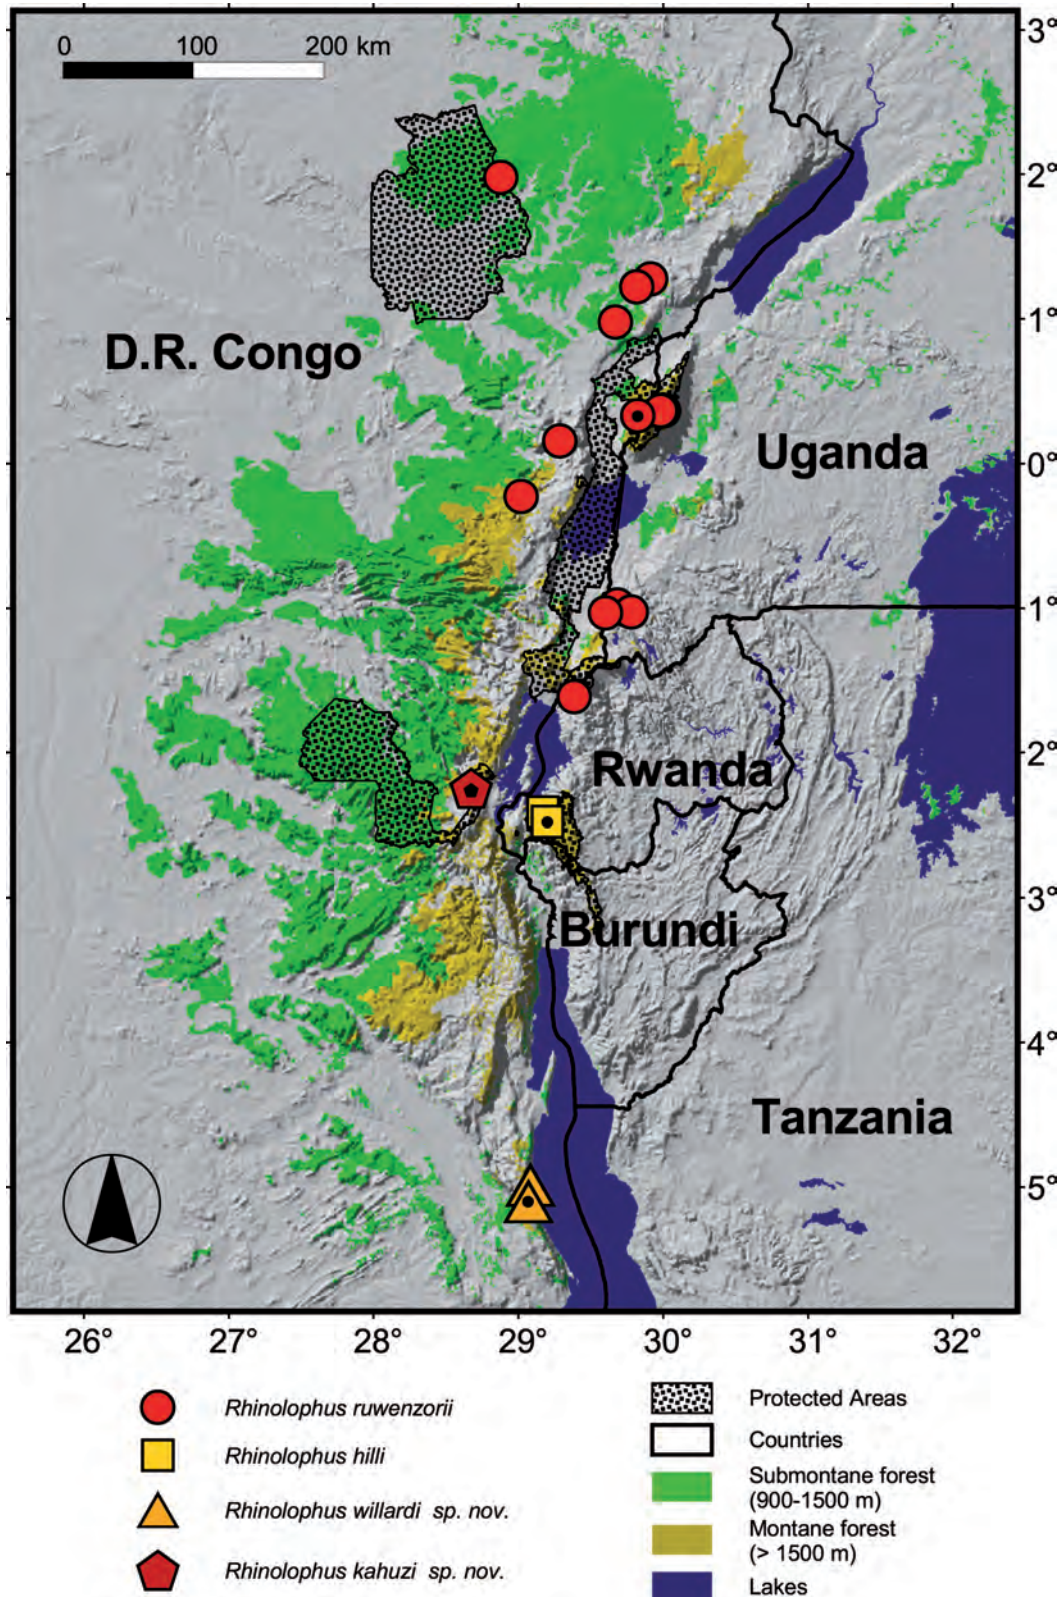 0 100 200 km
3°
2°
1°
D.R. Congo
Uganda
0°
1°
Rwanda
2°
3°
Burundi
4°
Tanzania
5°
26° 27° 28° 29° 30° 31° 32°
Rhinolophus ruwenzorii
Rhinolophus hilli
Rhinolophus willardi sp. nov.
Rhinolophus kahuzi sp. nov.
Protected Areas
Countries
Submontane forest
(900-1500 m)
Montane forest
(> 1500 m)
Lakes